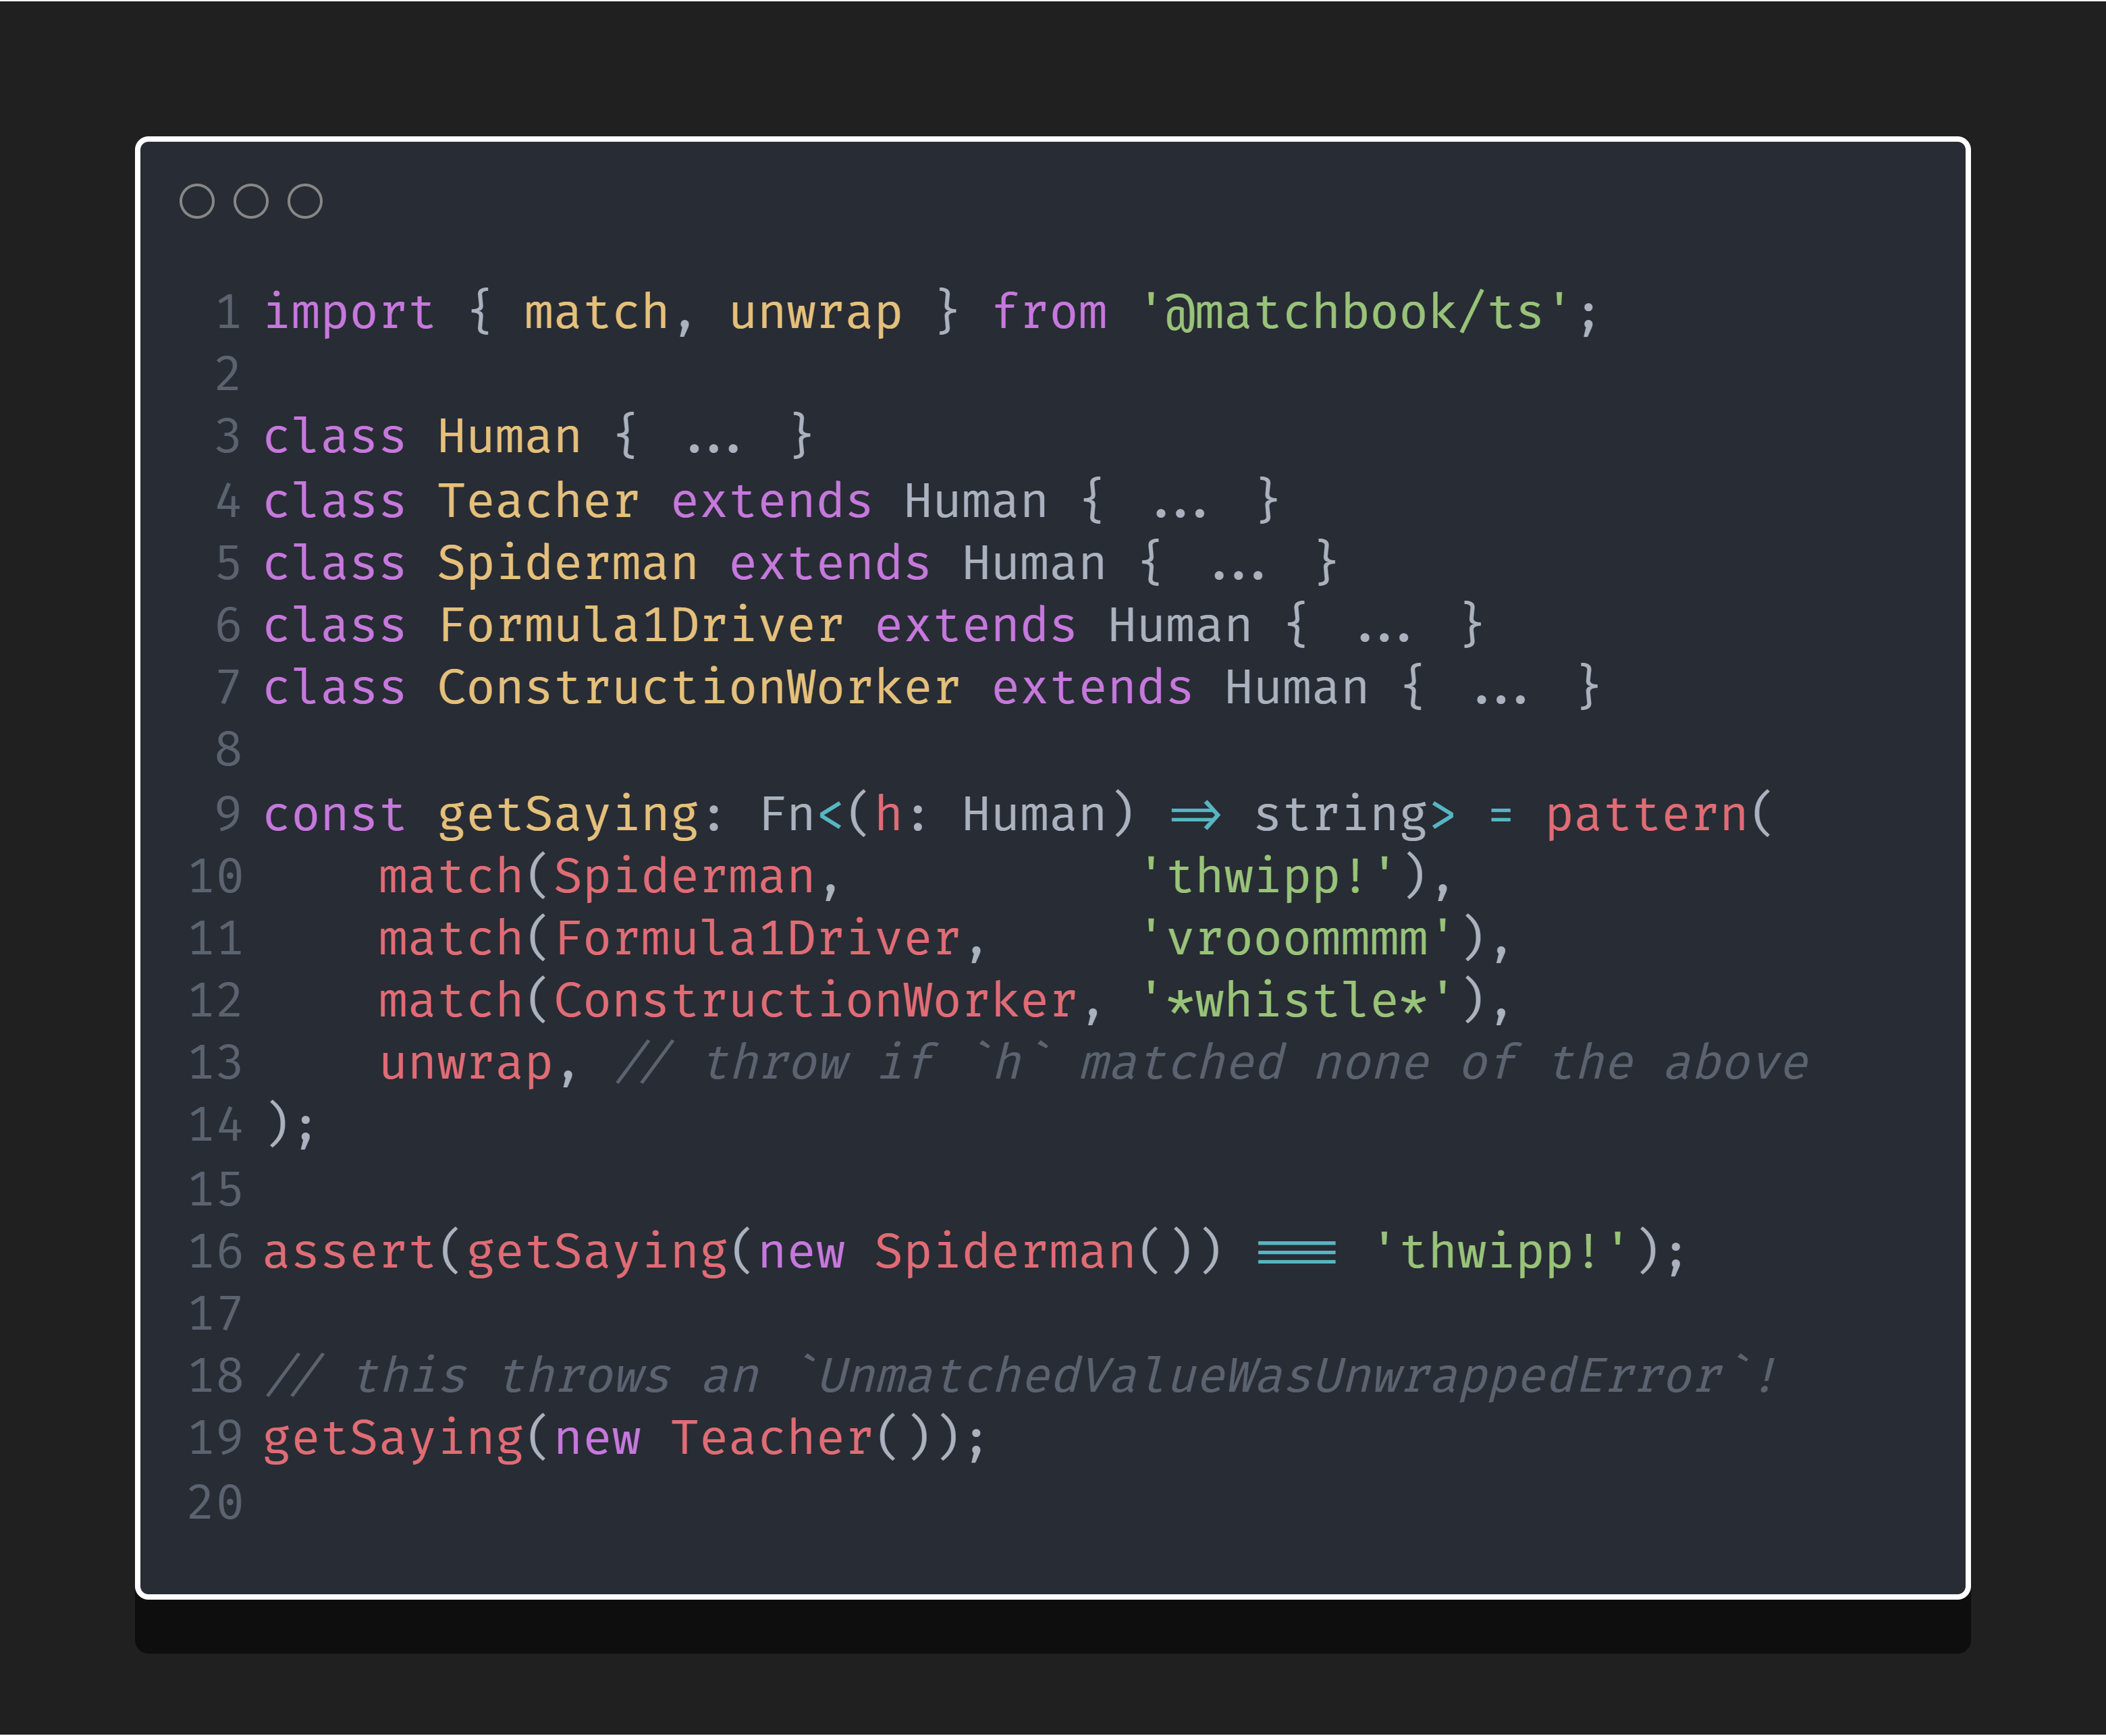 1 import { match, unwrap } from '@matchbook/ts';
2
3 class Human { ... }
4 class Teacher extends Human { ... }
5 class Spiderman extends Human { ... }
6 class Formula1Driver extends Human { ... }
7 class ConstructionWorker extends Human { ... }
8
9 const getSaying: Fn<(h: Human) => string> = pattern(
10     match(Spiderman,          'thwipp!'),
11     match(Formula1Driver,     'vrooommmm'),
12     match(ConstructionWorker, '*whistle*'),
13     unwrap, // throw if `h` matched none of the above
14 );
15
16 assert(getSaying(new Spiderman()) === 'thwipp!');
17
18 // this throws an `UnmatchedValueWasUnwrappedError`!
19 getSaying(new Teacher());
20